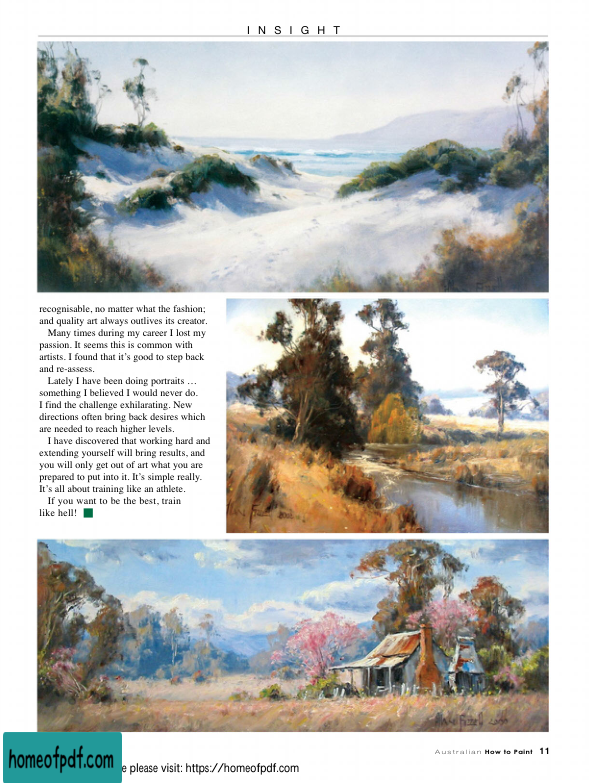 INSIGHT
recognisable, no matter what the fashion;
and quality art always outlives its creator.
Many times during my career I lost my
passion. It seems this is common with
artists. I found that it’s good to step back
and re-assess.
Lately I have been doing portraits …
something I believed I would never do.
I find the challenge exhilarating. New
directions often bring back desires which
are needed to reach higher levels.
I have discovered that working hard and
extending yourself will bring results, and
you will only get out of art what you are
prepared to put into it. It’s simple really.
It’s all about training like an athlete.
If you want to be the best, train
like hell!
Australian How to Paint 11
homeofpdf.com
e please visit: https://homeofpdf.com